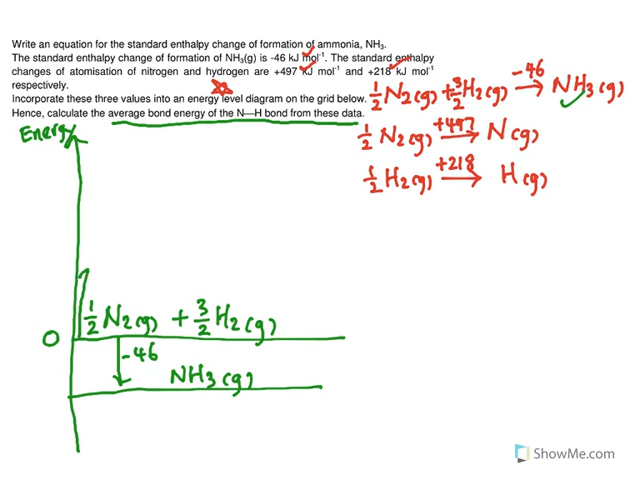 Write an equation for the standard enthalpy change of formation of ammonia, NH₃.
The standard enthalpy change of formation of NH₃(g) is -46 kJ mol⁻¹. The standard enthalpy
changes of atomisation of nitrogen and hydrogen are +497 kJ mol⁻¹ and +218 kJ mol⁻¹
respectively.
Incorporate these three values into an energy level diagram on the grid below.
Hence, calculate the average bond energy of the N—H bond from these data.
-46
½N₂(g) + 3/2 H₂(g) → NH₃(g)
+497
½N₂(g) → N(g)
+218
½H₂(g) → H(g)
Energy
½N₂(g) + 3/2 H₂(g)
0
-46
NH₃(g)
ShowMe.com